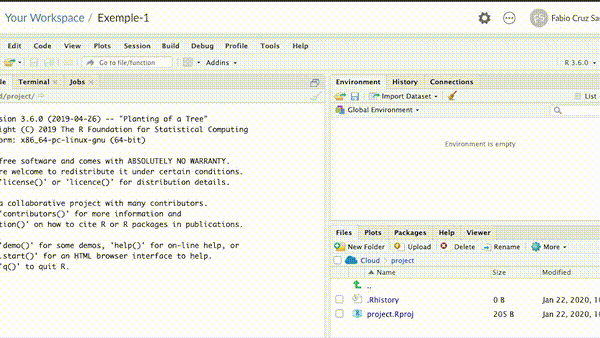 Your Workspace / Exemple-1
Fabio Cruz Sa
Edit Code View Plots Session Build Debug Profile Tools Help
Go to file/function Addins R 3.6.0
Terminal Jobs
/project/
sion 3.6.0 (2019-04-26) -- "Planting of a Tree"
ight (C) 2019 The R Foundation for Statistical Computing
orm: x86_64-pc-linux-gnu (64-bit)
free software and comes with ABSOLUTELY NO WARRANTY.
re welcome to redistribute it under certain conditions.
'license()' or 'licence()' for distribution details.
a collaborative project with many contributors.
'contributors()' for more information and
tion()' on how to cite R or R packages in publications.
'demo()' for some demos, 'help()' for on-line help, or
.start()' for an HTML browser interface to help.
'q()' to quit R.
Environment History Connections
Import Dataset List
Global Environment
Environment is empty
Files Plots Packages Help Viewer
New Folder Upload Delete Rename More
Cloud project
Name Size Modified
..
.Rhistory 0 B Jan 22, 2020, 10
project.Rproj 205 B Jan 22, 2020, 10